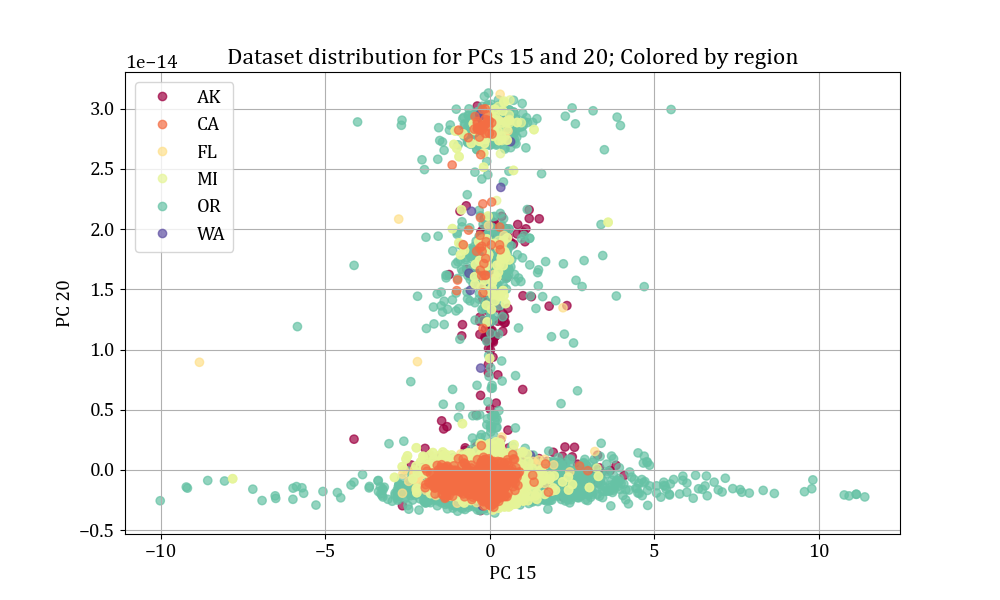 Dataset distribution for PCs 15 and 20; Colored by region
1e−14
AK
CA
FL
MI
OR
WA
3.0
2.5
2.0
1.5
1.0
0.5
0.0
−0.5
PC 20
−10
−5
0
5
10
PC 15